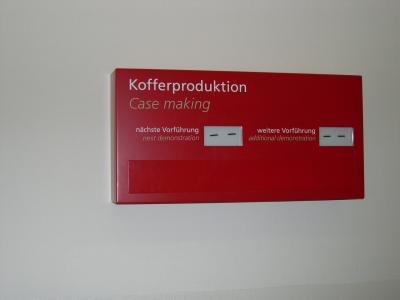 Kofferproduktion
Case making
nächste Vorführung
next demonstration
– –
weitere Vorführung
additional demonstration
– –